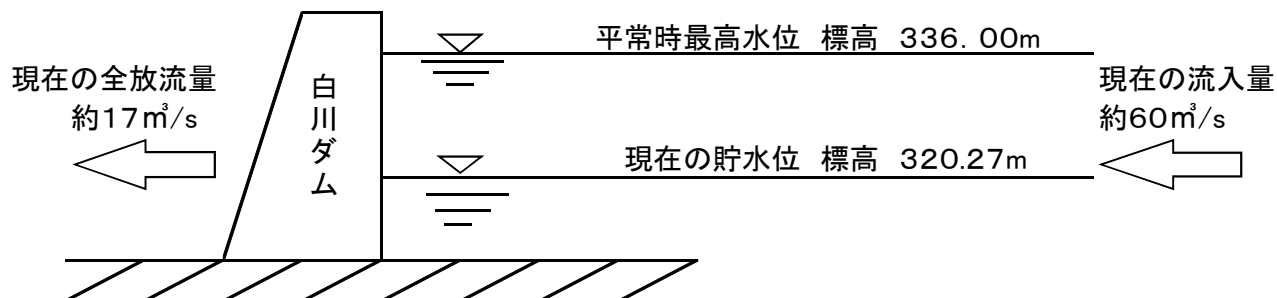 平常時最高水位 標高 336.00m
現在の全放流量
約17㎥/s
白川ダム
現在の流入量
約60㎥/s
現在の貯水位 標高 320.27m